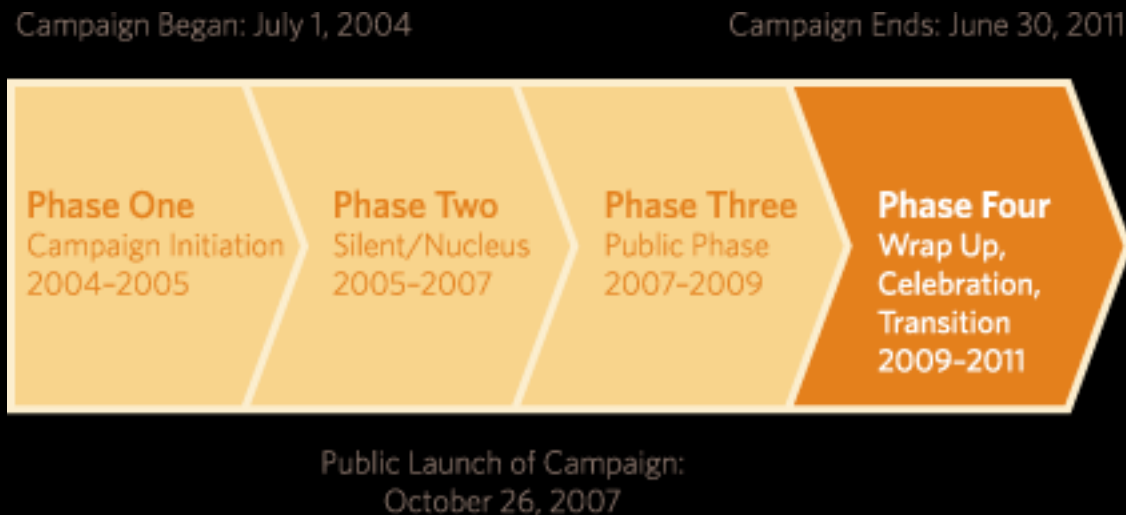 Campaign Began: July 1, 2004
Campaign Ends: June 30, 2011
Phase One
Campaign Initiation
2004–2005
Phase Two
Silent/Nucleus
2005–2007
Phase Three
Public Phase
2007–2009
Phase Four
Wrap Up,
Celebration,
Transition
2009–2011
Public Launch of Campaign:
October 26, 2007